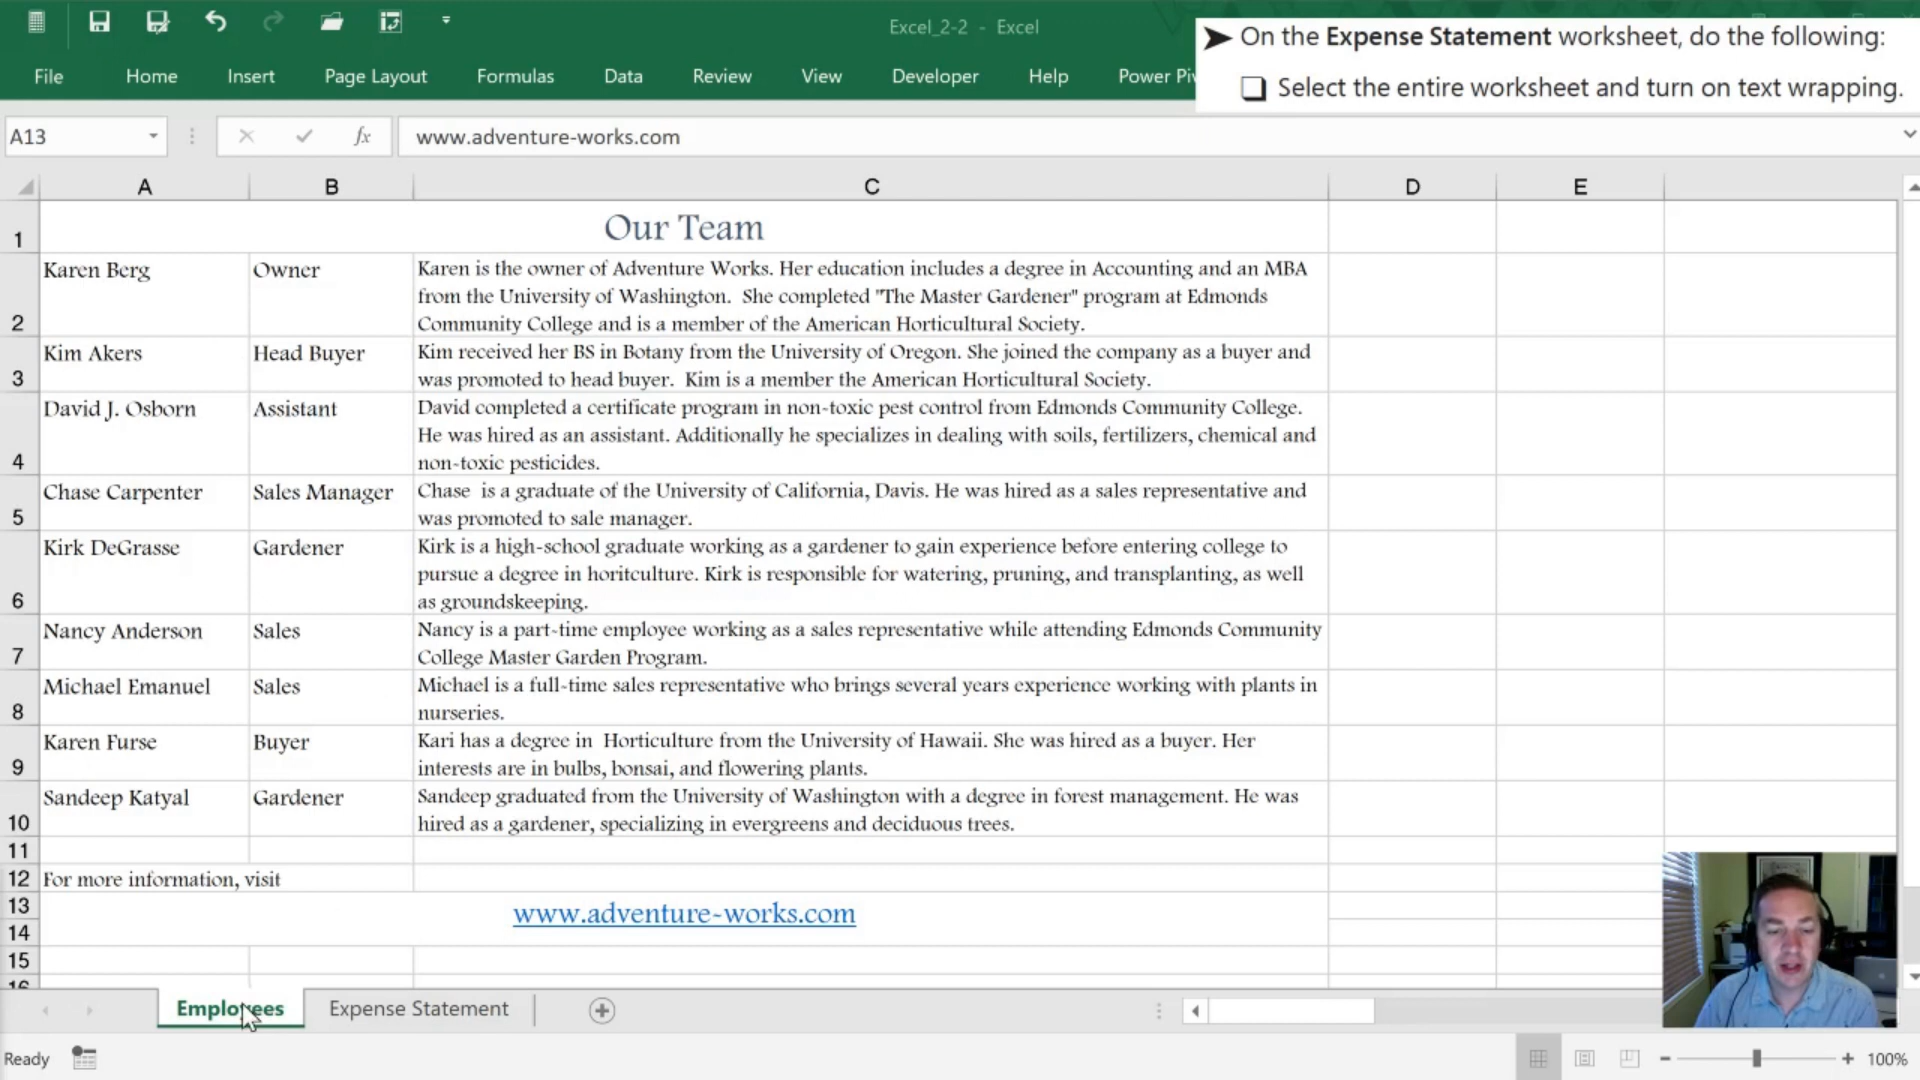 Excel_2-2 - Excel
➤ On the Expense Statement worksheet, do the following:
❑ Select the entire worksheet and turn on text wrapping.
File Home Insert Page Layout Formulas Data Review View Developer Help Power Piv
A13 fx www.adventure-works.com
A B C D E
1 Our Team
2 Karen Berg Owner Karen is the owner of Adventure Works. Her education includes a degree in Accounting and an MBA
from the University of Washington. She completed "The Master Gardener" program at Edmonds
Community College and is a member of the American Horticultural Society.
3 Kim Akers Head Buyer Kim received her BS in Botany from the University of Oregon. She joined the company as a buyer and
was promoted to head buyer. Kim is a member the American Horticultural Society.
4 David J. Osborn Assistant David completed a certificate program in non-toxic pest control from Edmonds Community College.
He was hired as an assistant. Additionally he specializes in dealing with soils, fertilizers, chemical and
non-toxic pesticides.
5 Chase Carpenter Sales Manager Chase is a graduate of the University of California, Davis. He was hired as a sales representative and
was promoted to sale manager.
6 Kirk DeGrasse Gardener Kirk is a high-school graduate working as a gardener to gain experience before entering college to
pursue a degree in horitculture. Kirk is responsible for watering, pruning, and transplanting, as well
as groundskeeping.
7 Nancy Anderson Sales Nancy is a part-time employee working as a sales representative while attending Edmonds Community
College Master Garden Program.
8 Michael Emanuel Sales Michael is a full-time sales representative who brings several years experience working with plants in
nurseries.
9 Karen Furse Buyer Kari has a degree in Horticulture from the University of Hawaii. She was hired as a buyer. Her
interests are in bulbs, bonsai, and flowering plants.
10 Sandeep Katyal Gardener Sandeep graduated from the University of Washington with a degree in forest management. He was
hired as a gardener, specializing in evergreens and deciduous trees.
11
12 For more information, visit
13 www.adventure-works.com
14
15
16
Employees Expense Statement
Ready 100%